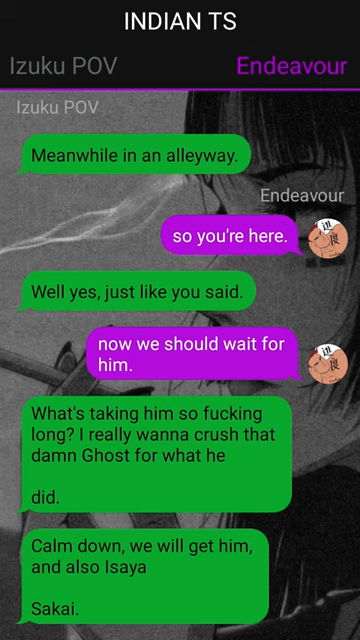 INDIAN TS
Izuku POV
Endeavour
Izuku POV
Meanwhile in an alleyway.
Endeavour
so you're here.
Well yes, just like you said.
now we should wait for
him.
What's taking him so fucking
long? I really wanna crush that
damn Ghost for what he
did.
Calm down, we will get him,
and also Isaya
Sakai.